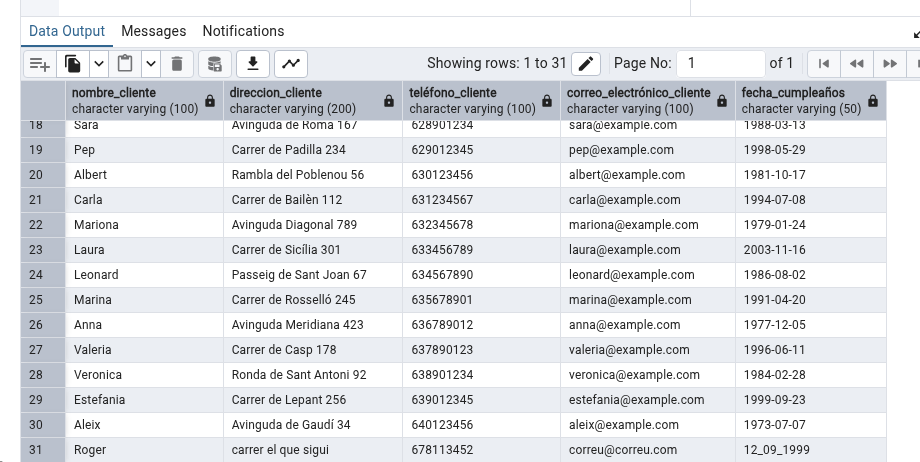 Data Output Messages Notifications
Showing rows: 1 to 31 Page No: 1 of 1
nombre_cliente direccion_cliente teléfono_cliente correo_electrónico_cliente fecha_cumpleaños
character varying (100) character varying (200) character varying (100) character varying (100) character varying (50)
18 Sara Avinguda de Roma 167 628901234 sara@example.com 1988-03-13
19 Pep Carrer de Padilla 234 629012345 pep@example.com 1998-05-29
20 Albert Rambla del Poblenou 56 630123456 albert@example.com 1981-10-17
21 Carla Carrer de Bailèn 112 631234567 carla@example.com 1994-07-08
22 Mariona Avinguda Diagonal 789 632345678 mariona@example.com 1979-01-24
23 Laura Carrer de Sicília 301 633456789 laura@example.com 2003-11-16
24 Leonard Passeig de Sant Joan 67 634567890 leonard@example.com 1986-08-02
25 Marina Carrer de Rosselló 245 635678901 marina@example.com 1991-04-20
26 Anna Avinguda Meridiana 423 636789012 anna@example.com 1977-12-05
27 Valeria Carrer de Casp 178 637890123 valeria@example.com 1996-06-11
28 Veronica Ronda de Sant Antoni 92 638901234 veronica@example.com 1984-02-28
29 Estefania Carrer de Lepant 256 639012345 estefania@example.com 1999-09-23
30 Aleix Avinguda de Gaudí 34 640123456 aleix@example.com 1973-07-07
31 Roger carrer el que sigui 678113452 correu@correu.com 12_09_1999